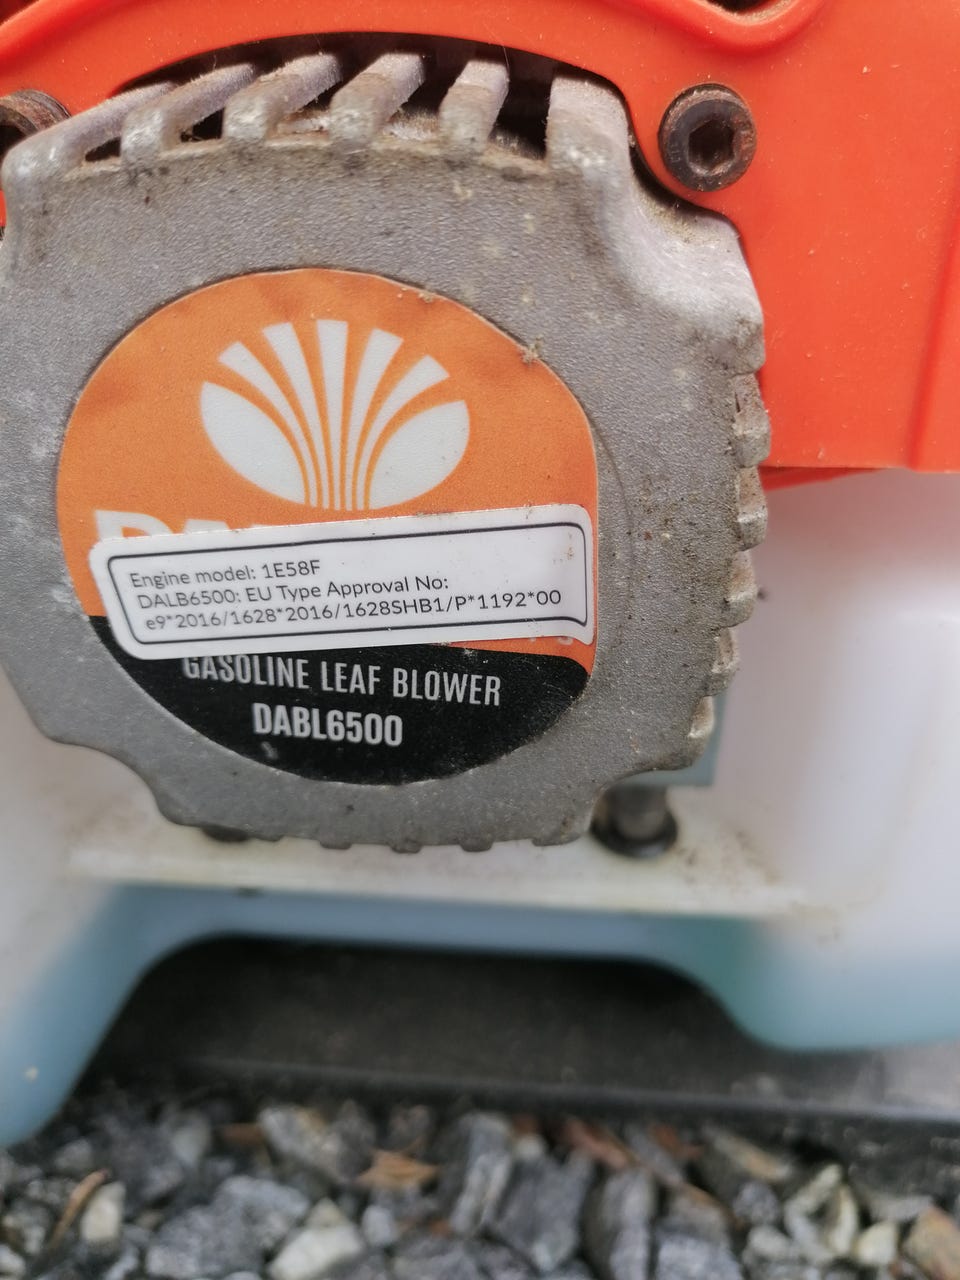 Engine model: 1E58F
DALB6500: EU Type Approval No:
e9*2016/1628*2016/1628SHB1/P*1192*00
GASOLINE LEAF BLOWER
DABL6500